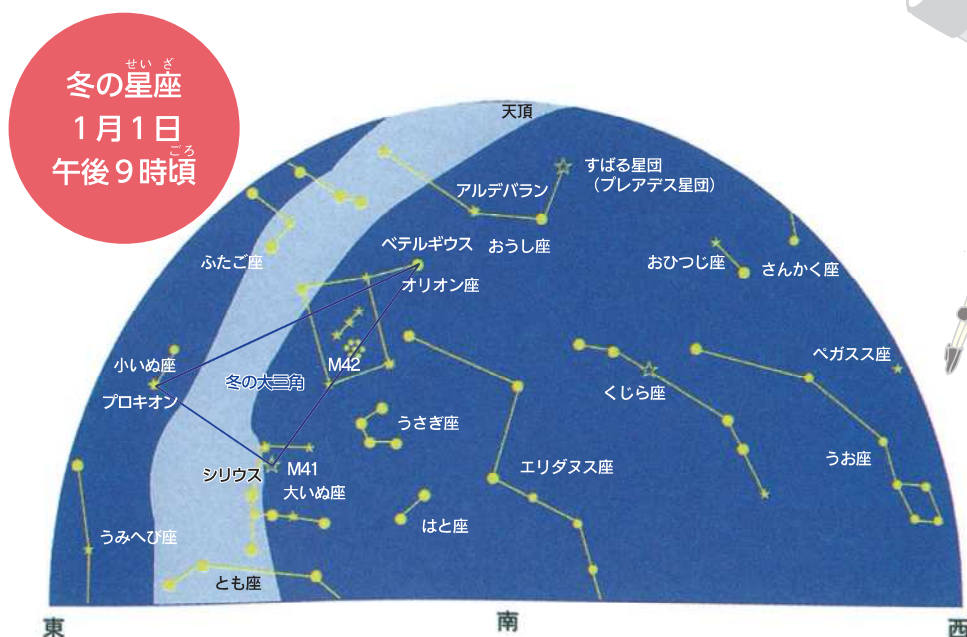 冬の星座
せいざ
1月1日
午後9時頃
ごろ
天頂
すばる星団
(プレアデス星団)
アルデバラン
おうし座
ベテルギウス
ふたご座
オリオン座
おひつじ座
さんかく座
小いぬ座
M42
ペガスス座
冬の大三角
プロキオン
くじら座
うさぎ座
うお座
シリウス
M41
大いぬ座
エリダヌス座
はと座
うみへび座
とも座
東
南
西